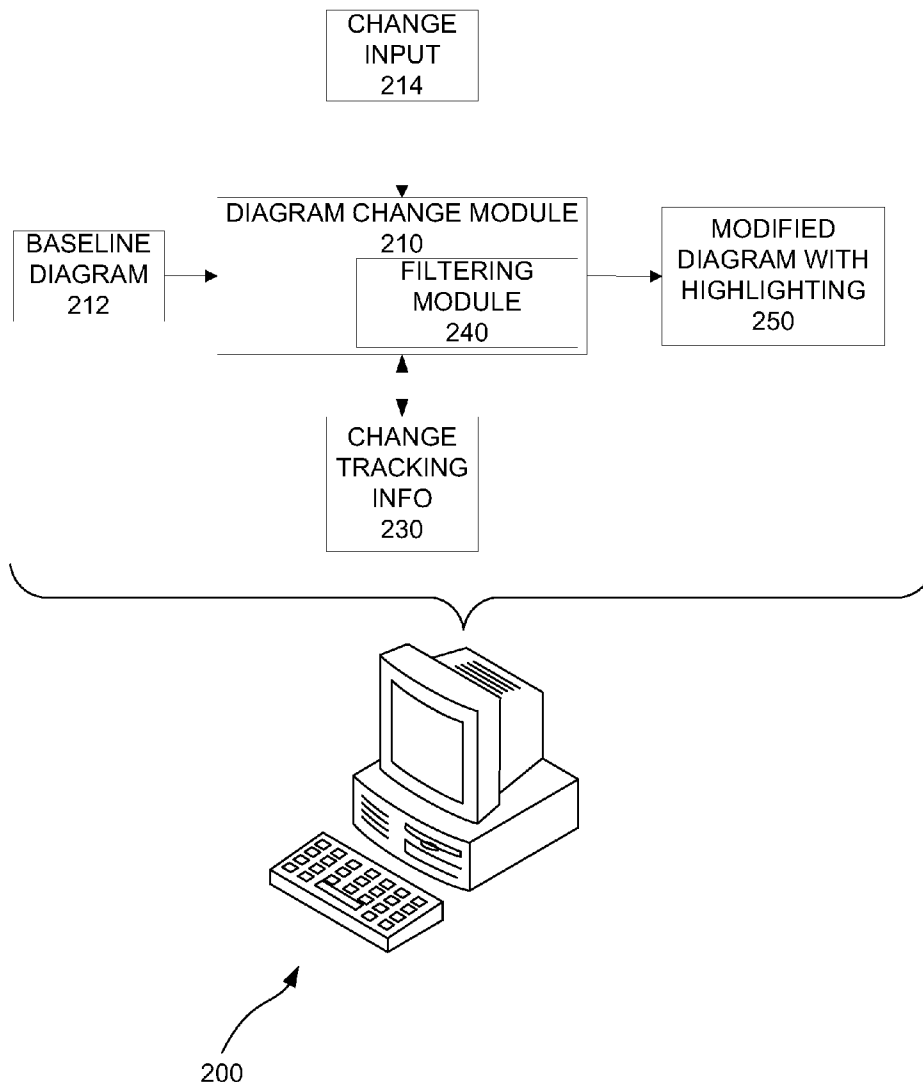 CHANGE
INPUT
214
DIAGRAM CHANGE MODULE
210
BASELINE
DIAGRAM
212
FILTERING
MODULE
240
MODIFIED
DIAGRAM WITH
HIGHLIGHTING
250
CHANGE
TRACKING
INFO
230
200